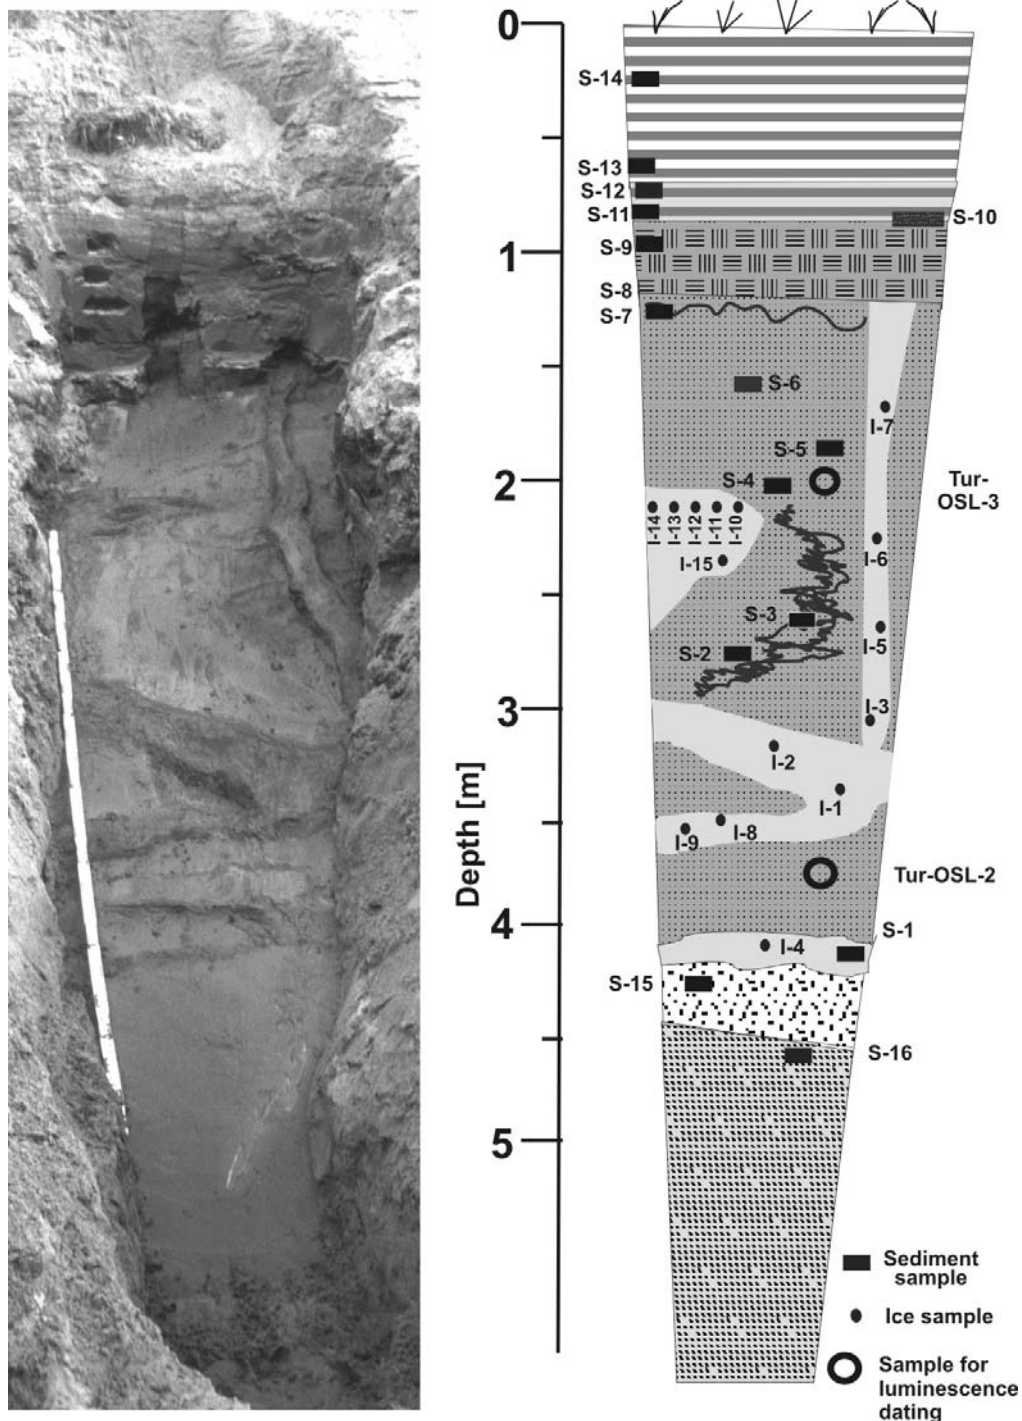 0
S-14
S-13
S-12
S-11
S-10
S-9
1
S-8
S-7
S-6
I-7
S-5
2
S-4
Tur-
OSL-3
I-14
I-13
I-12
I-11
I-10
I-6
I-15
S-3
I-5
S-2
3
I-3
I-2
I-1
I-8
I-9
Depth [m]
Tur-OSL-2
4
S-1
I-4
S-15
S-16
5
Sediment
sample
Ice sample
Sample for
luminescence
dating